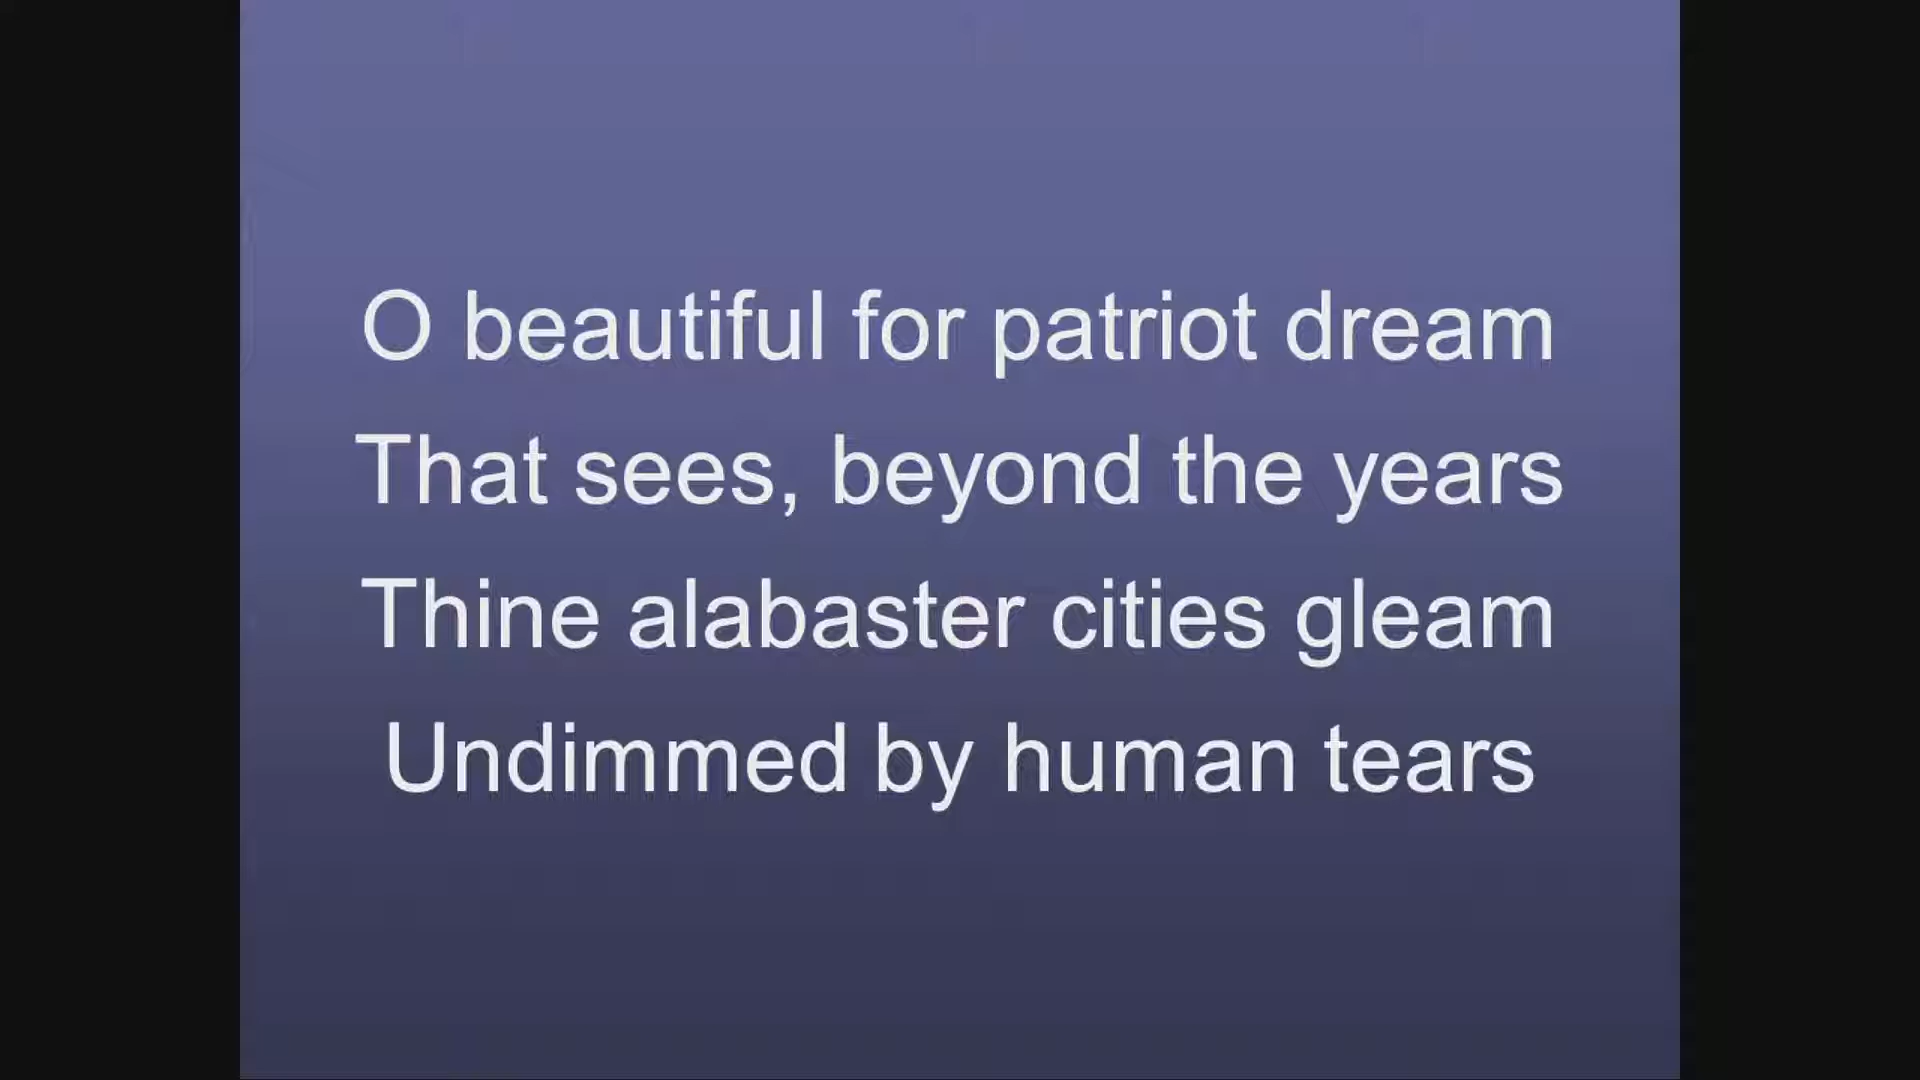 O beautiful for patriot dream
That sees, beyond the years
Thine alabaster cities gleam
Undimmed by human tears